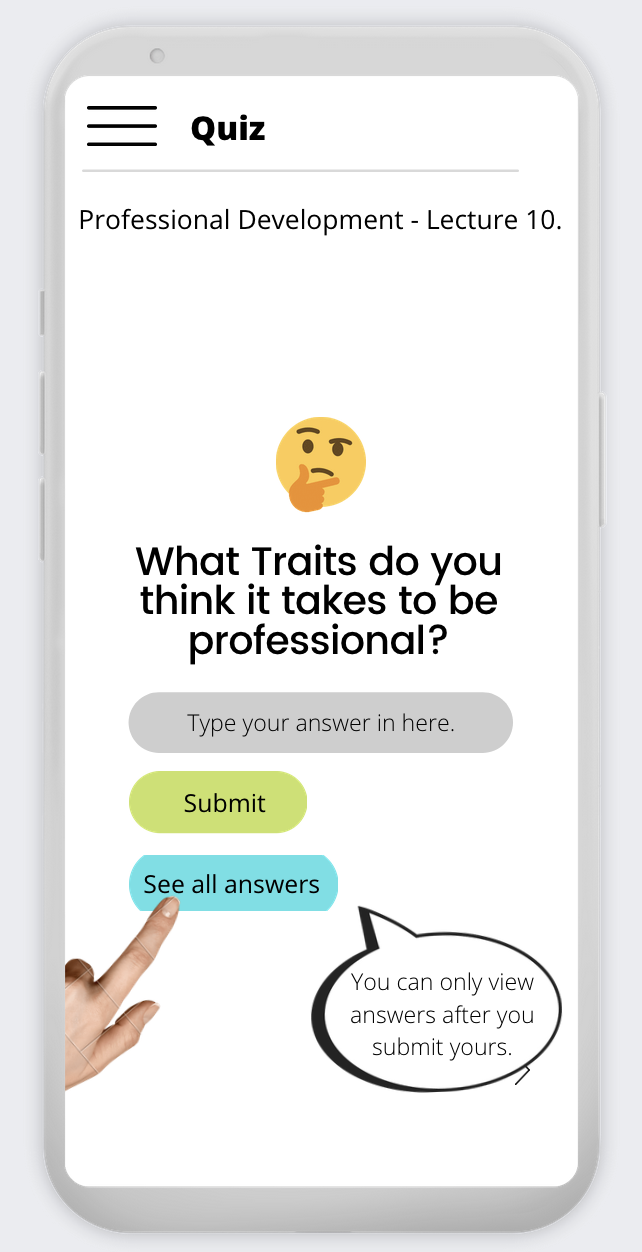 Quiz
Professional Development - Lecture 10.
What Traits do you
think it takes to be
professional?
Type your answer in here.
Submit
See all answers
You can only view
answers after you
submit yours.